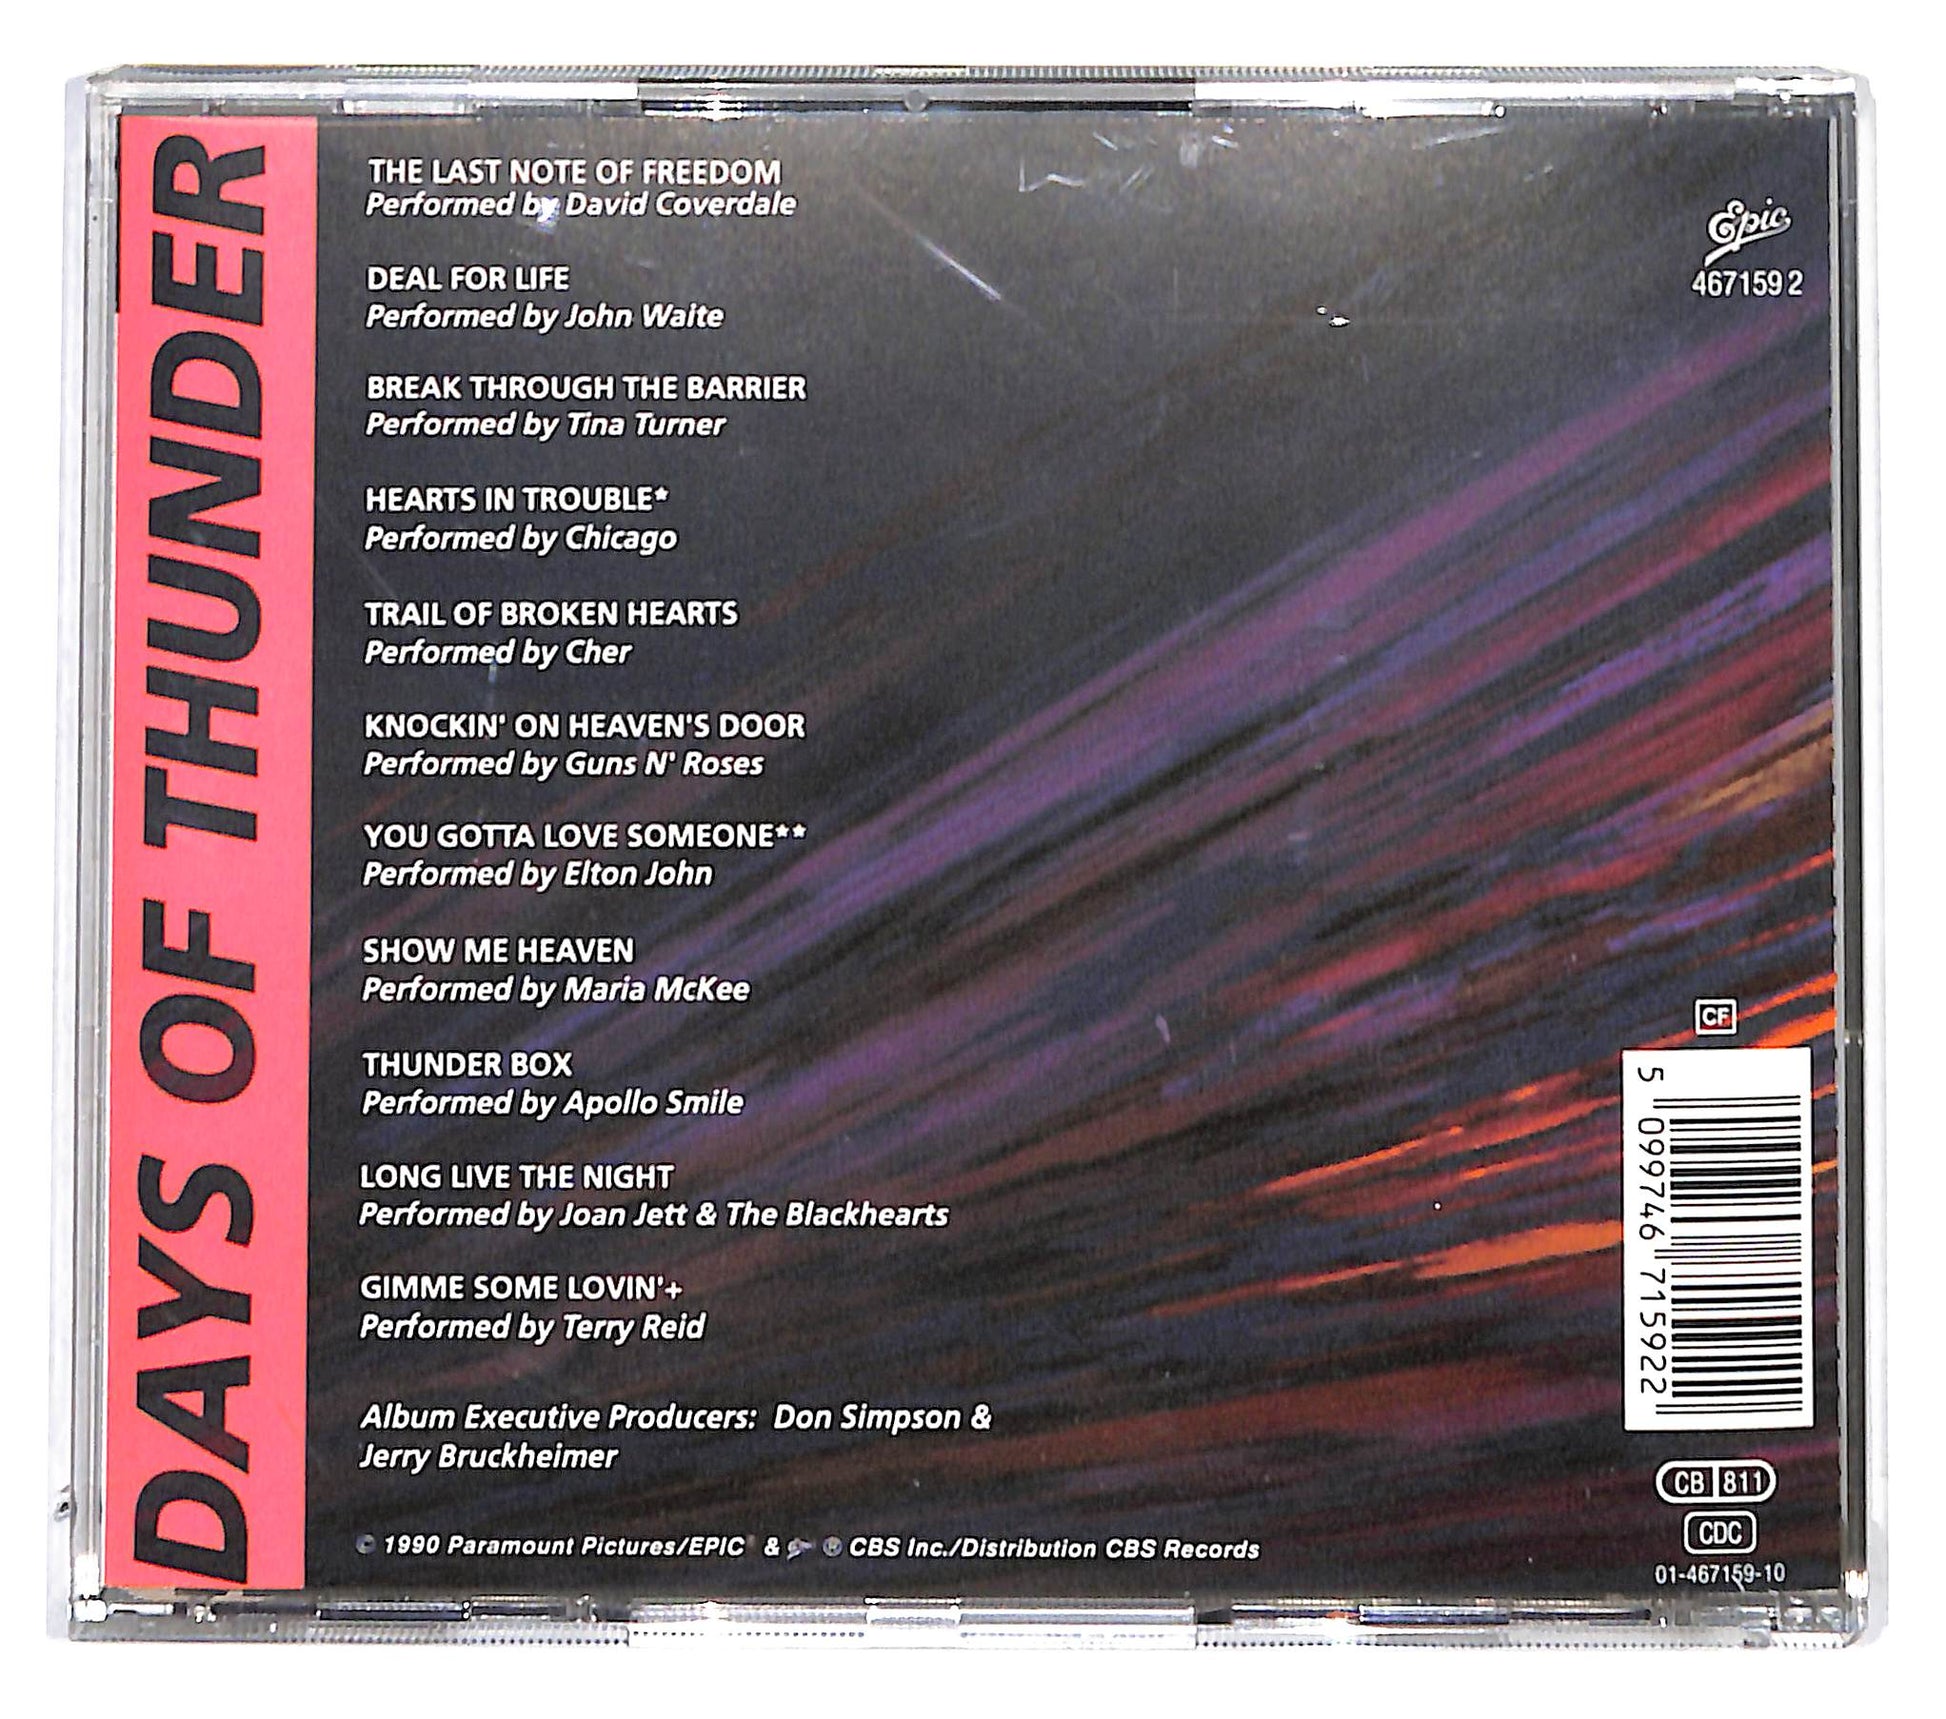 DAYS OF THUNDER
THE LAST NOTE OF FREEDOM
Performed by David Coverdale
DEAL FOR LIFE
Performed by John Waite
BREAK THROUGH THE BARRIER
Performed by Tina Turner
HEARTS IN TROUBLE*
Performed by Chicago
TRAIL OF BROKEN HEARTS
Performed by Cher
KNOCKIN' ON HEAVEN'S DOOR
Performed by Guns N' Roses
YOU GOTTA LOVE SOMEONE**
Performed by Elton John
SHOW ME HEAVEN
Performed by Maria McKee
THUNDER BOX
Performed by Apollo Smile
LONG LIVE THE NIGHT
Performed by Joan Jett & The Blackhearts
GIMME SOME LOVIN'+
Performed by Terry Reid
Album Executive Producers: Don Simpson &
Jerry Bruckheimer
© 1990 Paramount Pictures/EPIC & ℗ ® CBS Inc./Distribution CBS Records
Epic
467159 2
CF
5 099746 715922
CB 811
CDC
01-467159-10